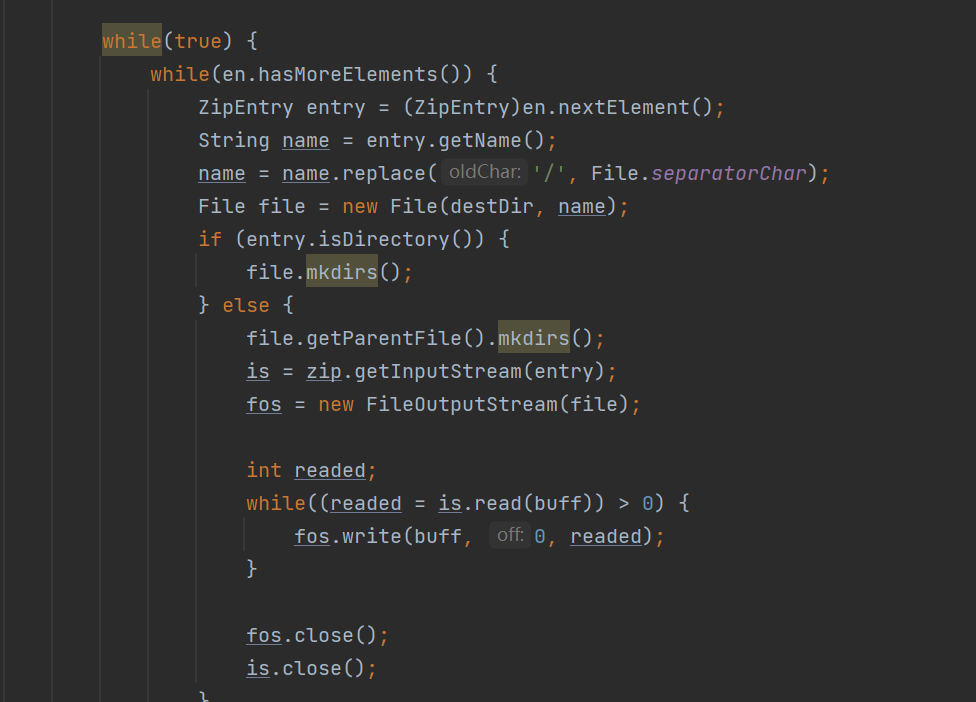 while(true) {
while(en.hasMoreElements()) {
ZipEntry entry = (ZipEntry)en.nextElement();
String name = entry.getName();
name = name.replace( oldChar: '/', File.separatorChar);
File file = new File(destDir, name);
if (entry.isDirectory()) {
file.mkdirs();
} else {
file.getParentFile().mkdirs();
is = zip.getInputStream(entry);
fos = new FileOutputStream(file);
int readed;
while((readed = is.read(buff)) > 0) {
fos.write(buff, off: 0, readed);
}
fos.close();
is.close();
}